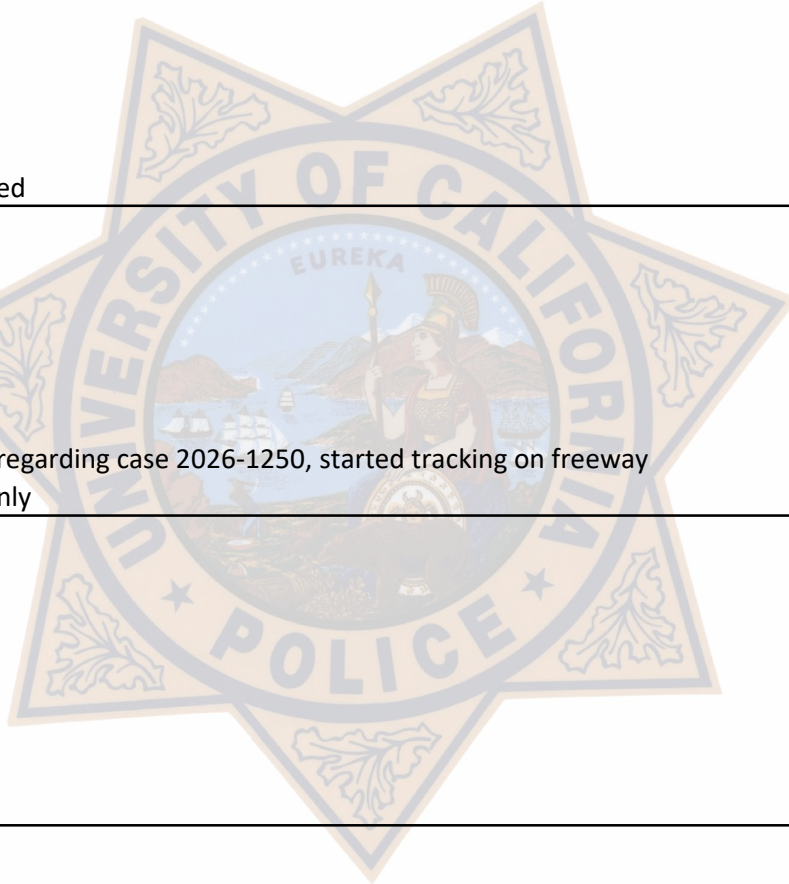 ed
UNIVERSITY OF CALIFORNIA
EUREKA
regarding case 2026-1250, started tracking on freeway
nly
POLICE